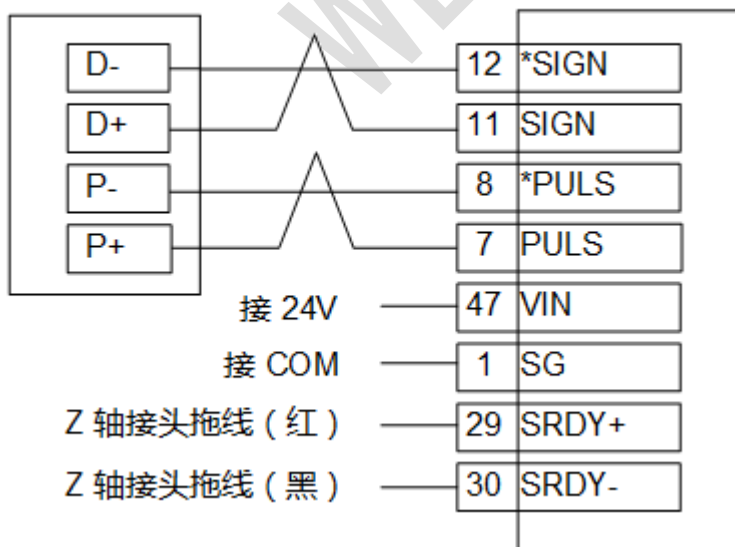 D- 12 *SIGN
D+ 11 SIGN
P- 8 *PULS
P+ 7 PULS
接 24V 47 VIN
接 COM 1 SG
Z 轴接头拖线（红） 29 SRDY+
Z 轴接头拖线（黑） 30 SRDY-